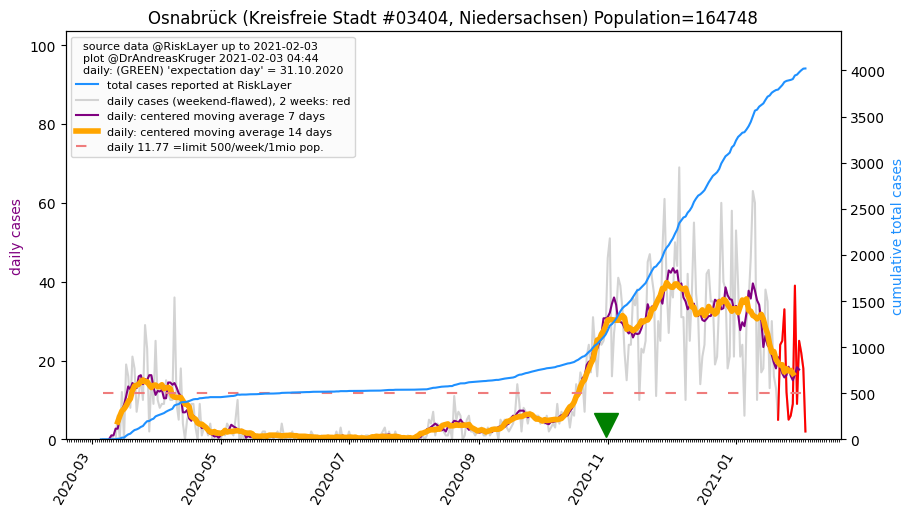 Osnabrück (Kreisfreie Stadt #03404, Niedersachsen) Population=164748
source data @RiskLayer up to 2021-02-03
plot @DrAndreasKruger 2021-02-03 04:44
daily: (GREEN) 'expectation day' = 31.10.2020
total cases reported at RiskLayer
daily cases (weekend-flawed), 2 weeks: red
daily: centered moving average 7 days
daily: centered moving average 14 days
daily 11.77 =limit 500/week/1mio pop.
daily cases
100
80
60
40
20
0
cumulative total cases
4000
3500
3000
2500
2000
1500
1000
500
0
2020-03
2020-05
2020-07
2020-09
2020-11
2021-01